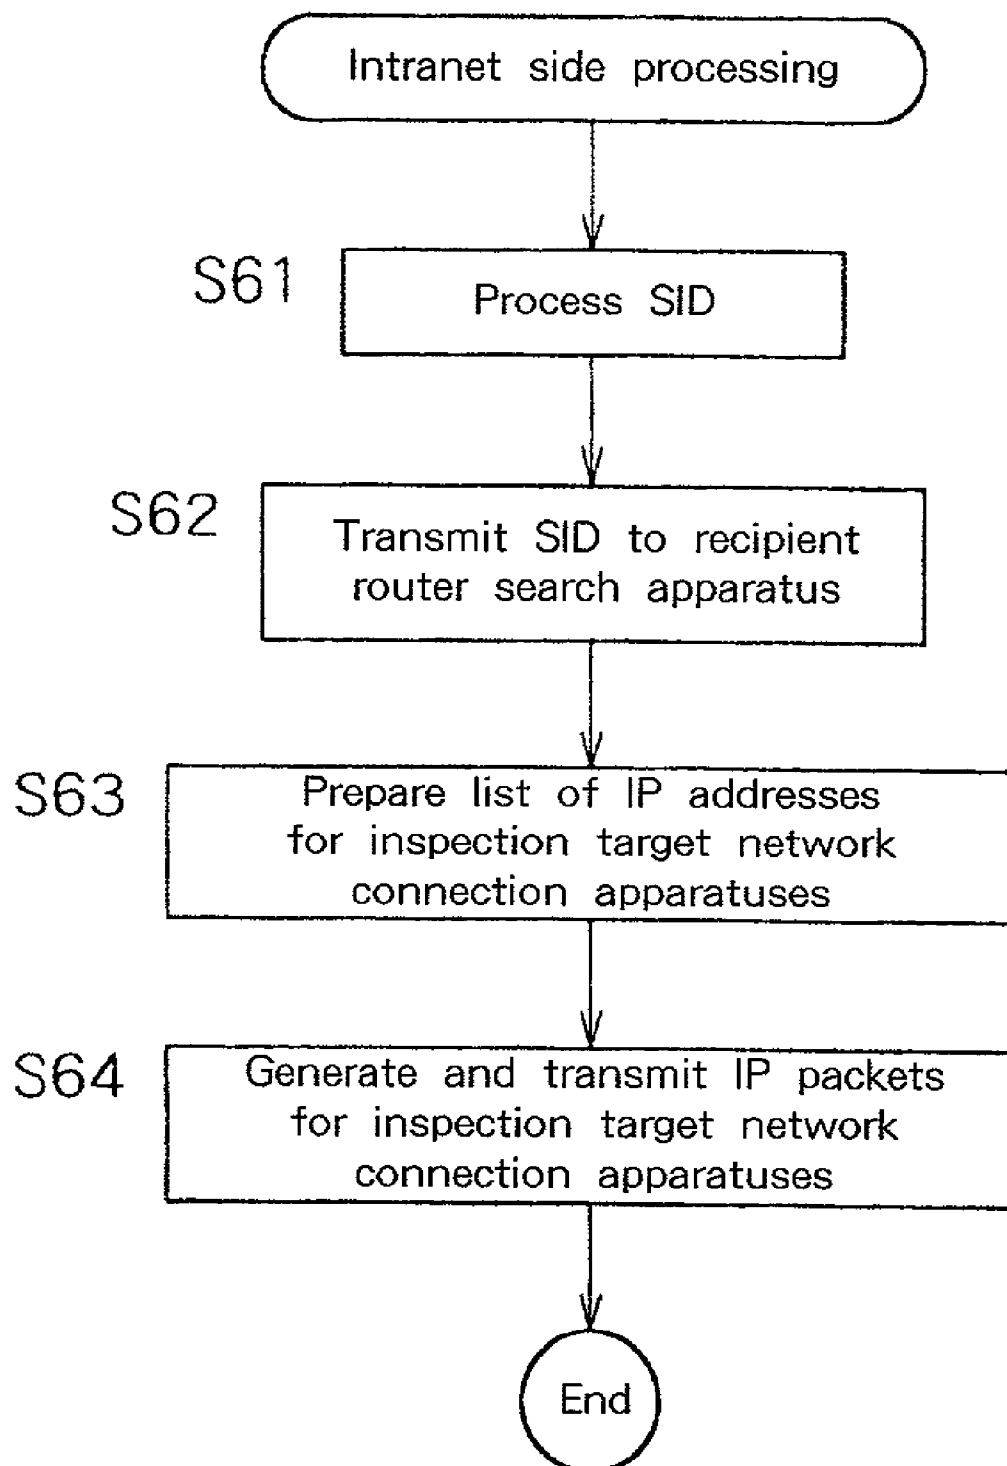 Intranet side processing
S61
Process SID
S62
Transmit SID to recipient
router search apparatus
S63
Prepare list of IP addresses
for inspection target network
connection apparatuses
S64
Generate and transmit IP packets
for inspection target network
connection apparatuses
End